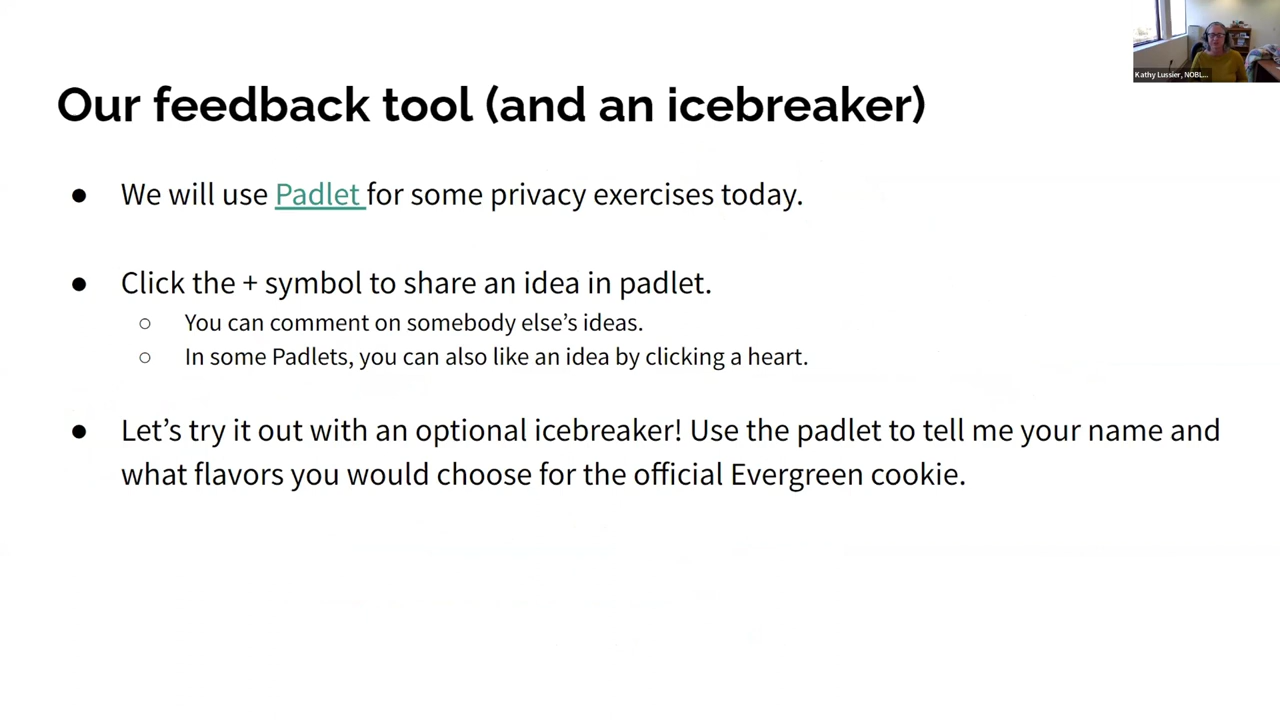 Kathy Lussier, NOBL...
Our feedback tool (and an icebreaker)
● We will use Padlet for some privacy exercises today.
● Click the + symbol to share an idea in padlet.
○ You can comment on somebody else’s ideas.
○ In some Padlets, you can also like an idea by clicking a heart.
● Let’s try it out with an optional icebreaker! Use the padlet to tell me your name and
what flavors you would choose for the official Evergreen cookie.